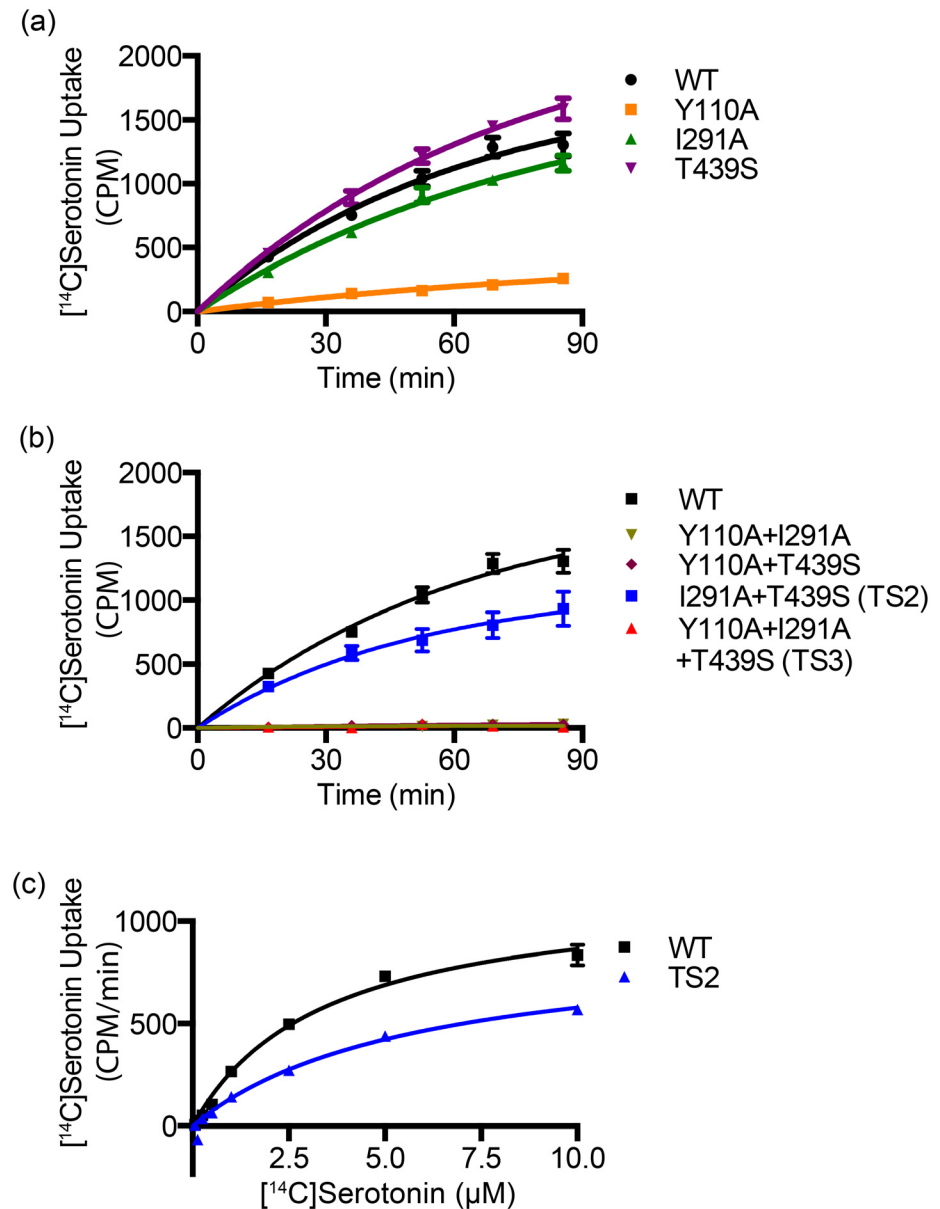 (a)
[¹⁴C]Serotonin Uptake
(CPM)
2000
1500
1000
500
0
0 30 60 90
Time (min)
WT
Y110A
I291A
T439S
(b)
[¹⁴C]Serotonin Uptake
(CPM)
2000
1500
1000
500
0
0 30 60 90
Time (min)
WT
Y110A+I291A
Y110A+T439S
I291A+T439S (TS2)
Y110A+I291A
+T439S (TS3)
(c)
[¹⁴C]Serotonin Uptake
(CPM/min)
1000
500
0
2.5 5.0 7.5 10.0
[¹⁴C]Serotonin (µM)
WT
TS2